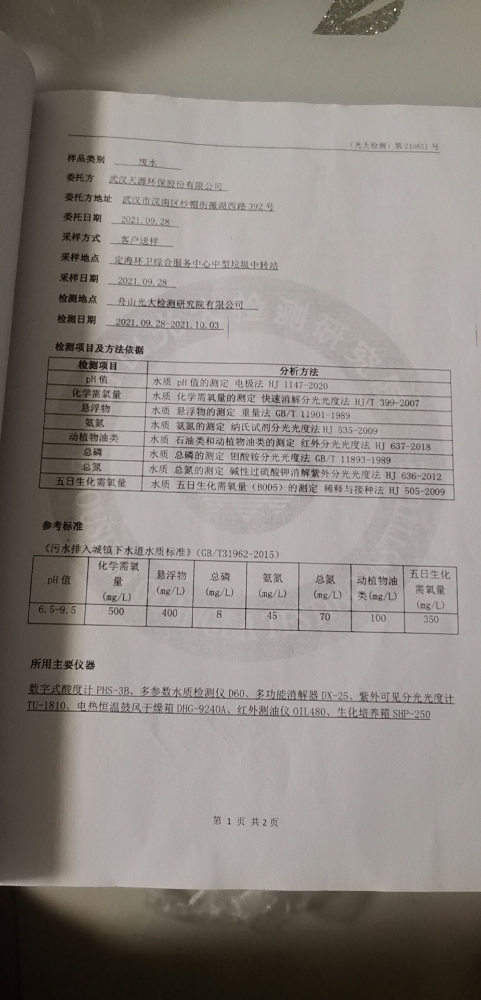 （光大检测）第 210621 号
样品类别 废水
委托方 武汉天源环保股份有限公司
委托方地址 武汉市汉南区纱帽街薇湖西路 392 号
委托日期 2021.09.28
采样方式 客户送样
采样地点 定海环卫综合服务中心中型垃圾中转站
采样日期 2021.09.28
检测地点 舟山光大检测研究院有限公司
检测日期 2021.09.28-2021.10.03
检测项目及方法依据
检测项目 分析方法
pH 值 水质 pH 值的测定 电极法 HJ 1147-2020
化学需氧量 水质 化学需氧量的测定 快速消解分光光度法 HJ/T 399-2007
悬浮物 水质 悬浮物的测定 重量法 GB/T 11901-1989
氨氮 水质 氨氮的测定 纳氏试剂分光光度法 HJ 535-2009
动植物油类 水质 石油类和动植物油类的测定 红外分光光度法 HJ 637-2018
总磷 水质 总磷的测定 钼酸铵分光光度法 GB/T 11893-1989
总氮 水质 总氮的测定 碱性过硫酸钾消解紫外分光光度法 HJ 636-2012
五日生化需氧量 水质 五日生化需氧量（BOD5）的测定 稀释与接种法 HJ 505-2009
参考标准
《污水排入城镇下水道水质标准》（GB/T31962-2015）
pH 值 化学需氧量 (mg/L) 悬浮物 (mg/L) 总磷 (mg/L) 氨氮 (mg/L) 总氮 (mg/L) 动植物油类(mg/L) 五日生化需氧量 (mg/L)
6.5-9.5 500 400 8 45 70 100 350
所用主要仪器
数字式酸度计 PHS-3B、多参数水质检测仪 D60、多功能消解器 DX-25、紫外可见分光光度计
TU-1810、电热恒温鼓风干燥箱 DHG-9240A、红外测油仪 OIL480、生化培养箱 SHP-250
第 1 页 共 2 页